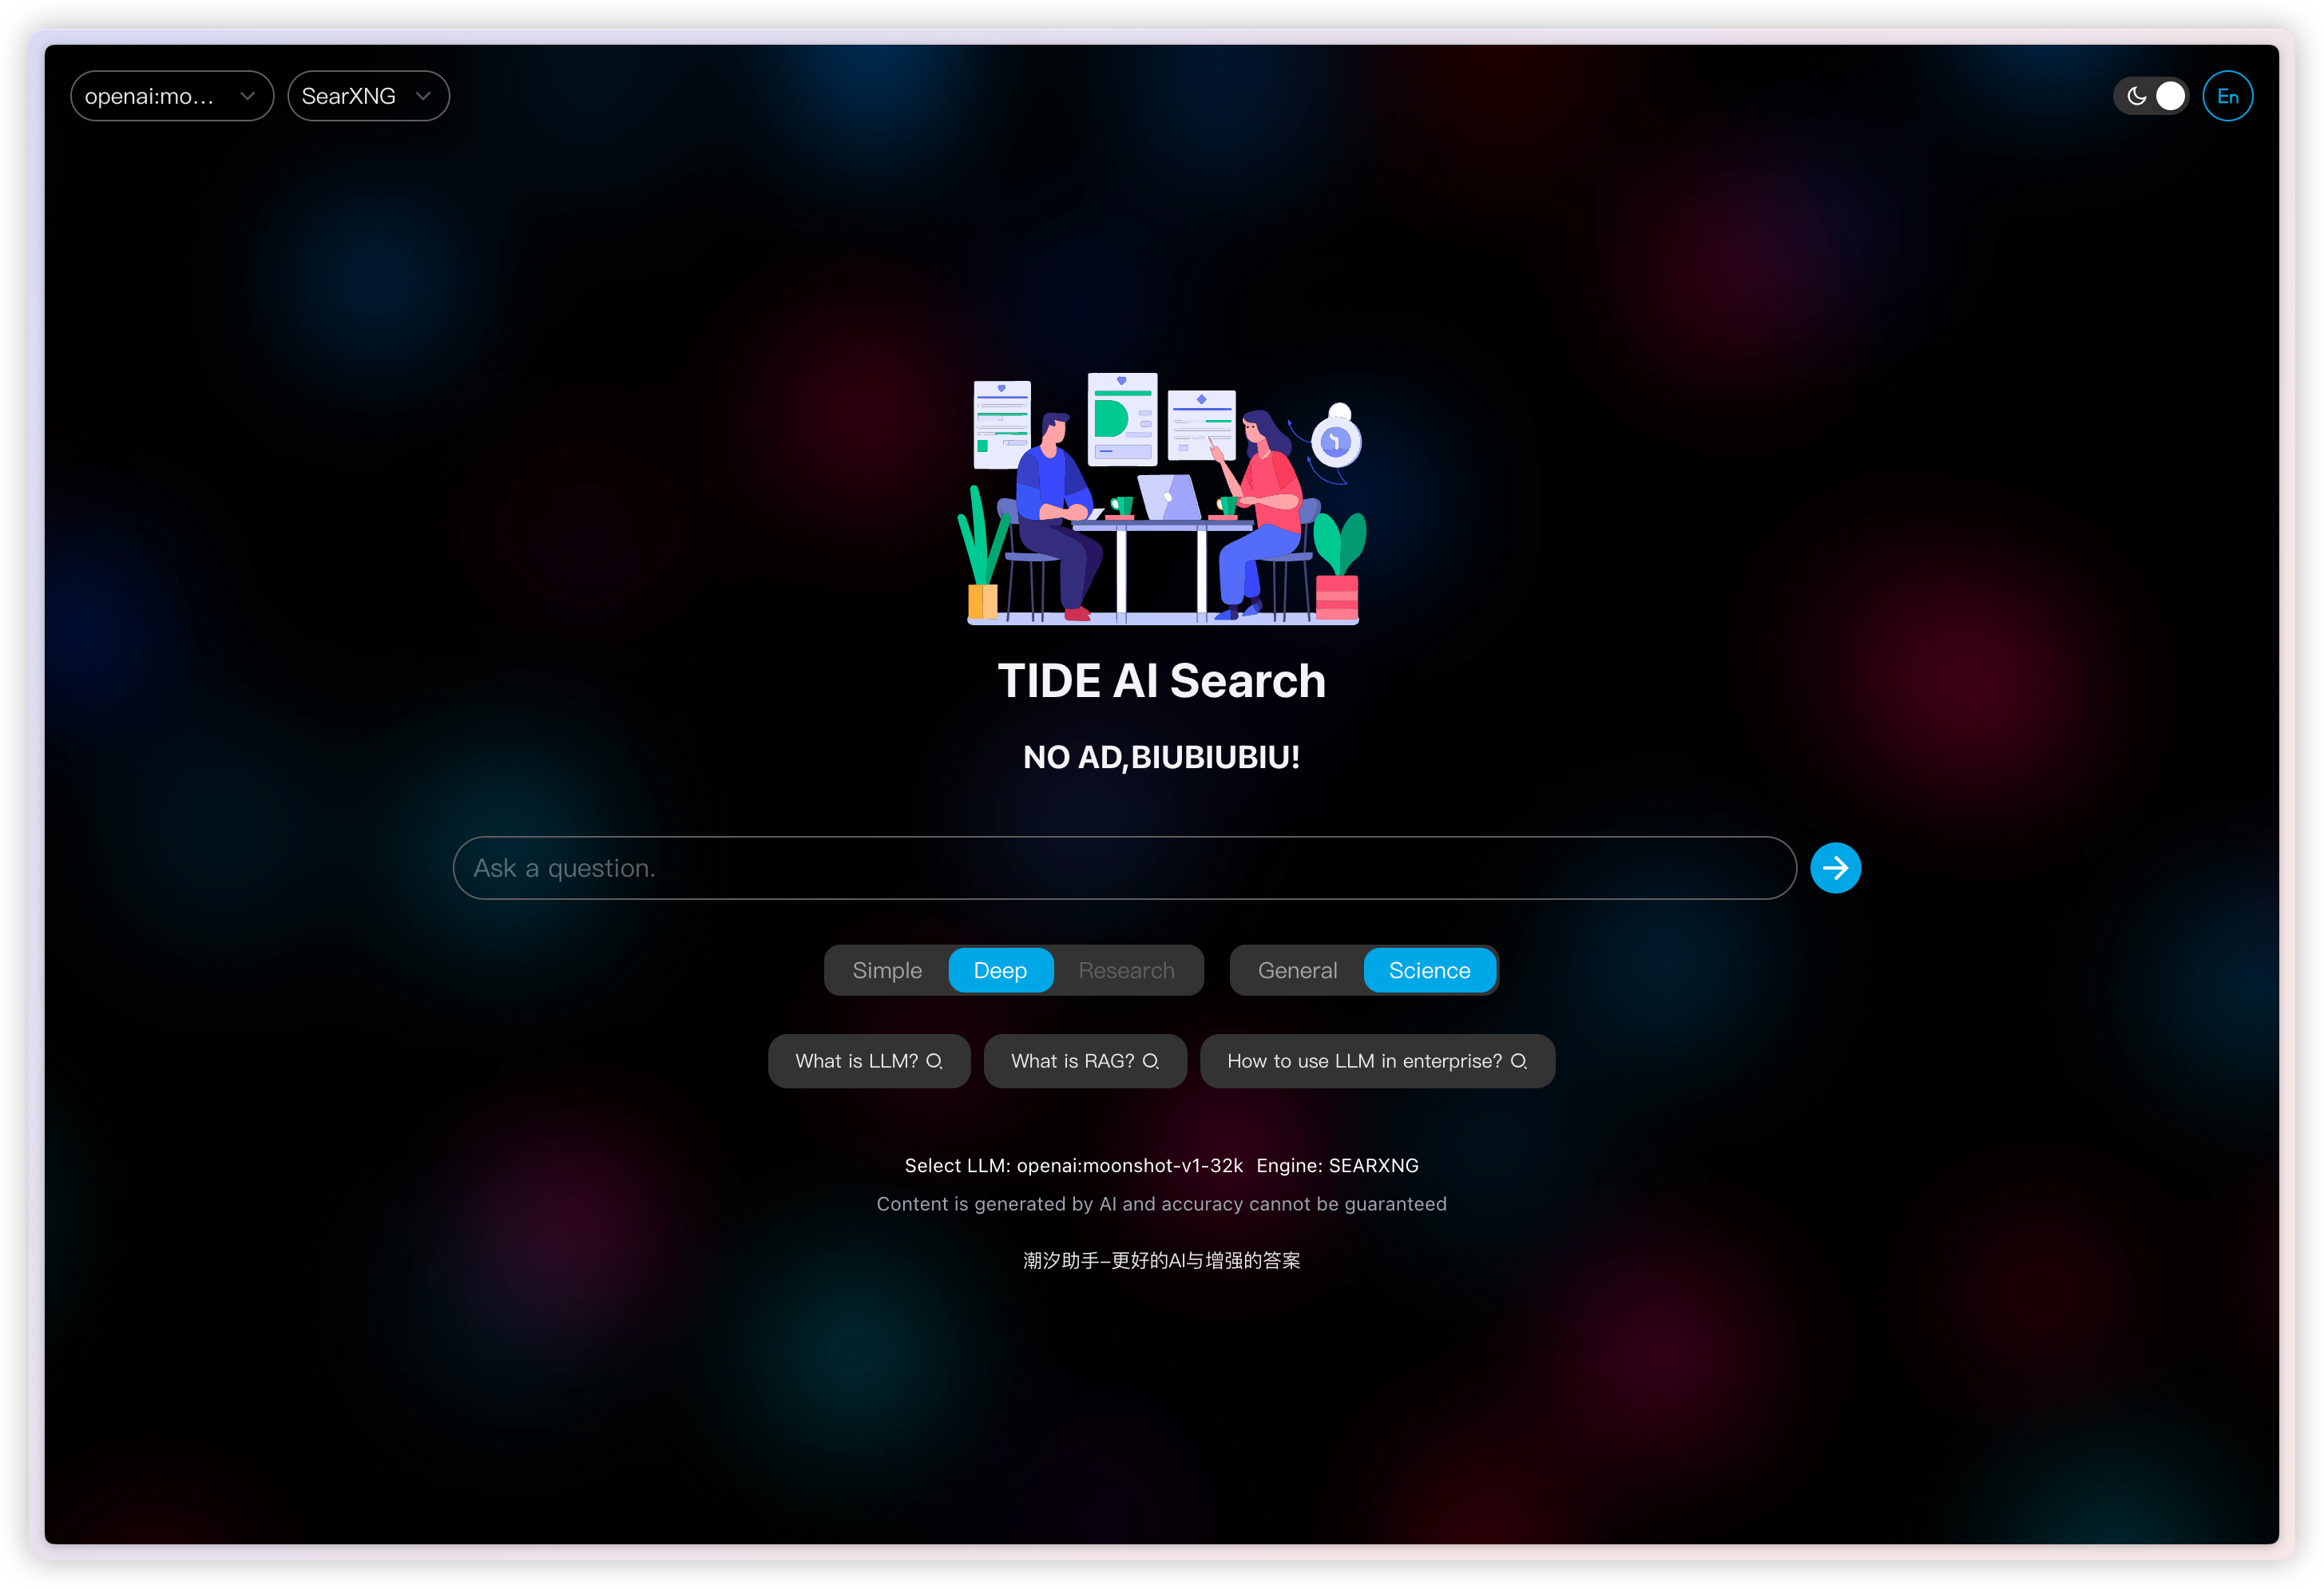 openai:mo... SearXNG En
TIDE AI Search
NO AD,BIUBIUBIU!
Ask a question.
Simple Deep Research General Science
What is LLM? What is RAG? How to use LLM in enterprise?
Select LLM: openai:moonshot-v1-32k Engine: SEARXNG
Content is generated by AI and accuracy cannot be guaranteed
潮汐助手–更好的AI与增强的答案